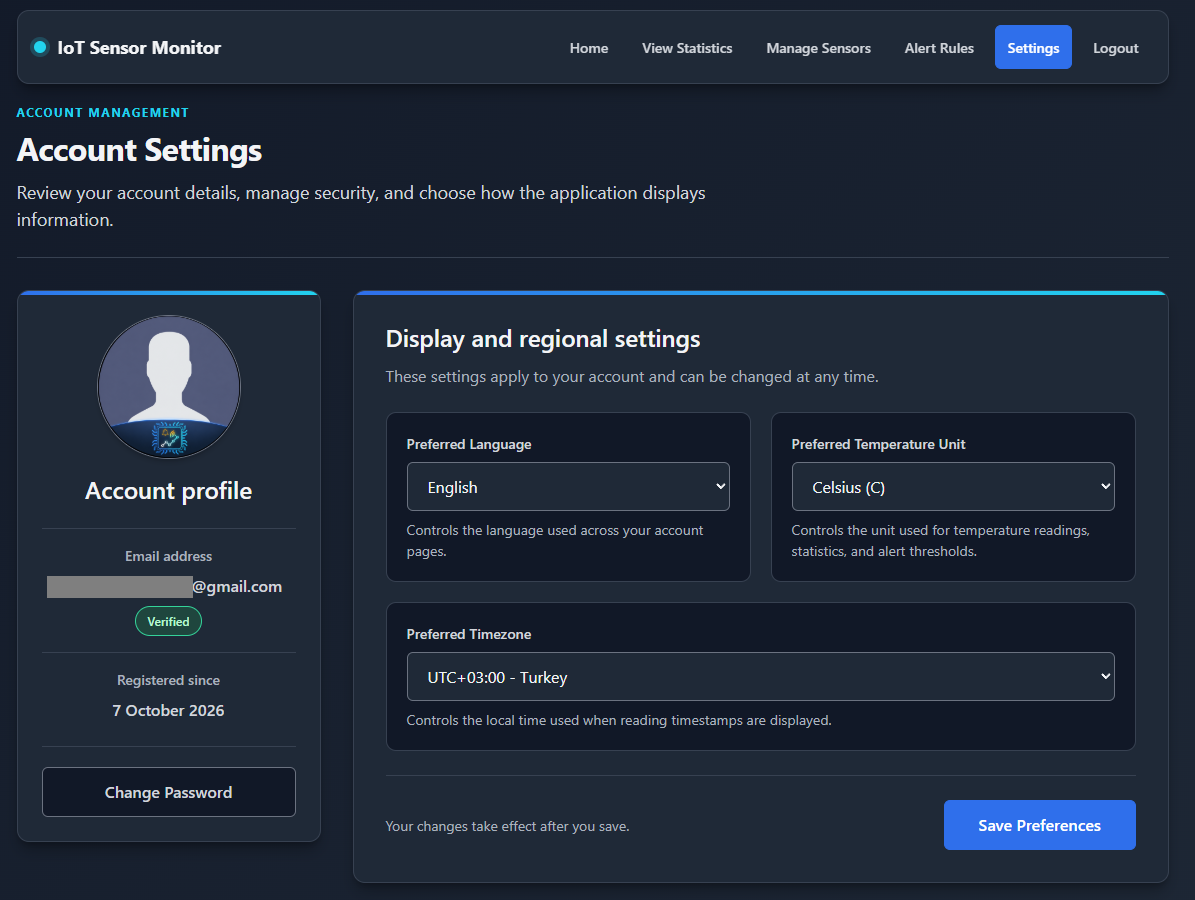 IoT Sensor Monitor
Home
View Statistics
Manage Sensors
Alert Rules
Settings
Logout
ACCOUNT MANAGEMENT
Account Settings
Review your account details, manage security, and choose how the application displays
information.
Account profile
Email address
@gmail.com
Verified
Registered since
7 October 2026
Change Password
Display and regional settings
These settings apply to your account and can be changed at any time.
Preferred Language
English
Controls the language used across your account
pages.
Preferred Temperature Unit
Celsius (C)
Controls the unit used for temperature readings,
statistics, and alert thresholds.
Preferred Timezone
UTC+03:00 - Turkey
Controls the local time used when reading timestamps are displayed.
Your changes take effect after you save.
Save Preferences